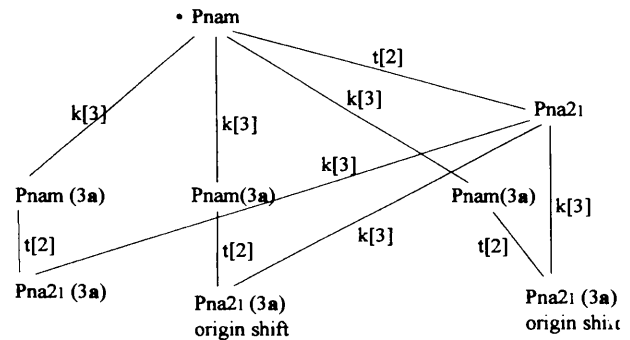 • Pnam
t[2]
k[3]
k[3]
k[3]
Pna21
k[3]
Pnam (3a)
Pnam(3a)
Pnam(3a)
k[3]
t[2]
t[2]
k[3]
t[2]
Pna21 (3a)
Pna21 (3a)
origin shift
Pna21 (3a)
origin